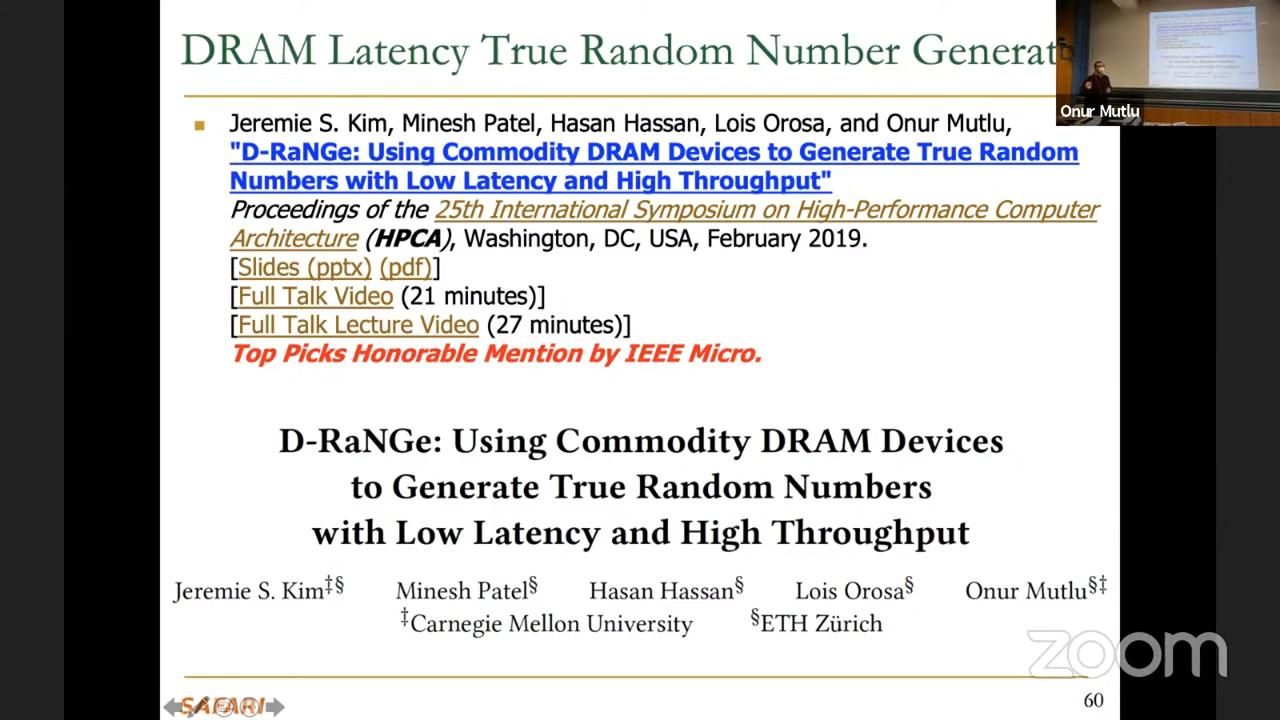 DRAM Latency True Random Number Generat
Onur Mutlu
Jeremie S. Kim, Minesh Patel, Hasan Hassan, Lois Orosa, and Onur Mutlu,
"D-RaNGe: Using Commodity DRAM Devices to Generate True Random
Numbers with Low Latency and High Throughput"
Proceedings of the 25th International Symposium on High-Performance Computer
Architecture (HPCA), Washington, DC, USA, February 2019.
[Slides (pptx) (pdf)]
[Full Talk Video (21 minutes)]
[Full Talk Lecture Video (27 minutes)]
Top Picks Honorable Mention by IEEE Micro.
D-RaNGe: Using Commodity DRAM Devices
to Generate True Random Numbers
with Low Latency and High Throughput
Jeremie S. Kim‡§ Minesh Patel§ Hasan Hassan§ Lois Orosa§ Onur Mutlu§‡
‡Carnegie Mellon University §ETH Zürich
zoom
SAFARI 60